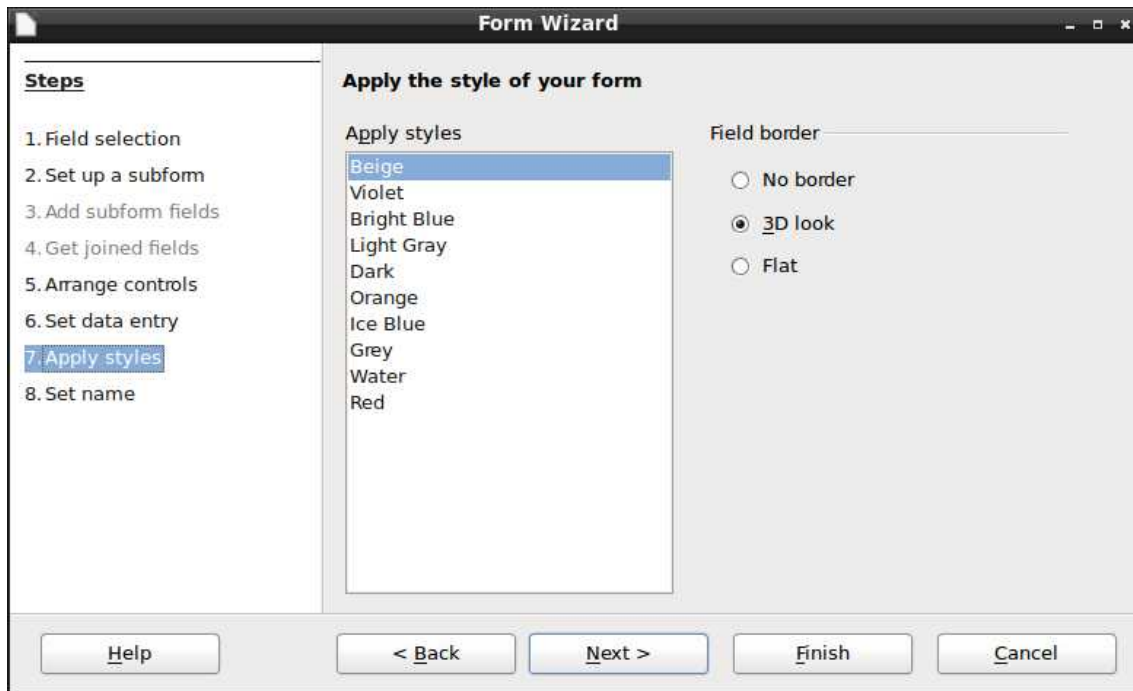 Form Wizard
Steps
1. Field selection
2. Set up a subform
3. Add subform fields
4. Get joined fields
5. Arrange controls
6. Set data entry
7. Apply styles
8. Set name
Apply the style of your form
Apply styles
Beige
Violet
Bright Blue
Light Gray
Dark
Orange
Ice Blue
Grey
Water
Red
Field border
No border
3D look
Flat
Help
< Back
Next >
Finish
Cancel